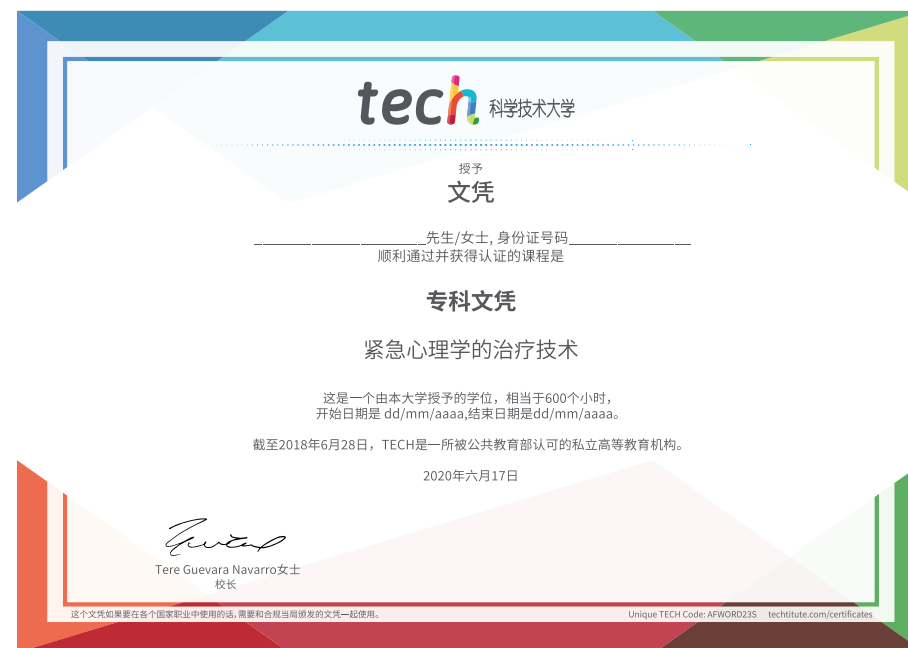 tech 科学技术大学
授予
文凭
______________________先生/女士, 身份证号码________________
顺利通过并获得认证的课程是
专科文凭
紧急心理学的治疗技术
这是一个由本大学授予的学位，相当于600个小时，
开始日期是 dd/mm/aaaa,结束日期是dd/mm/aaaa。
截至2018年6月28日，TECH是一所被公共教育部认可的私立高等教育机构。
2020年六月17日
Tere Guevara Navarro女士
校长
这个文凭如果要在各个国家职业中使用的话,需要和合规当局颁发的文凭一起使用。
Unique TECH Code: AFWORD23S techtitute.com/certificates